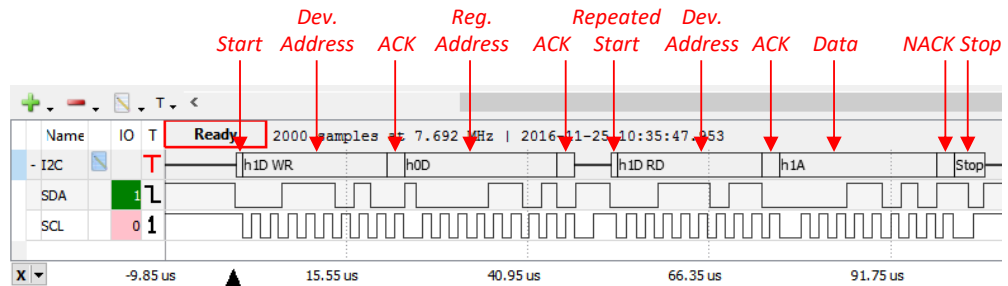 Dev. Reg. Repeated Dev.
Start Address ACK Address ACK Start Address ACK Data NACK Stop
T
Name IO T Ready 2000 samples at 7.692 MHz | 2016-11-25 10:35:47.953
- I2C T h1D WR h0D h1D RD h1A Stop
SDA 1
SCL 0 1
X -9.85 us 15.55 us 40.95 us 66.35 us 91.75 us